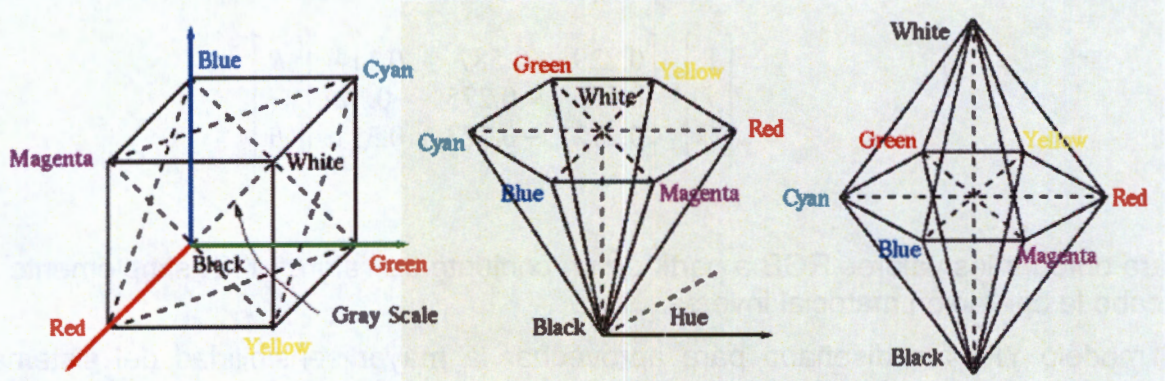 Blue
Cyan
Magenta
White
Black
Green
Red
Gray Scale
Yellow
Green
Yellow
White
Cyan
Red
Blue
Magenta
Black
Hue
White
Green
Yellow
Cyan
Red
Blue
Magenta
Black